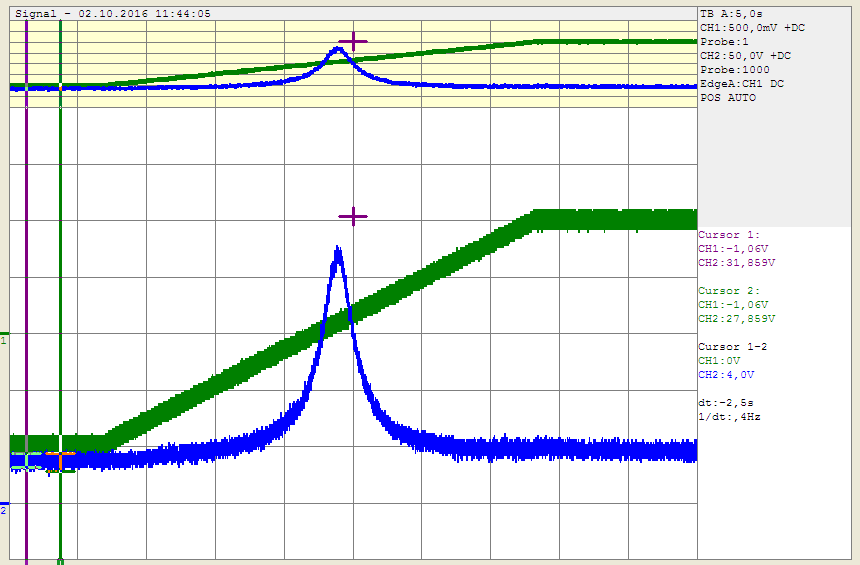 Signal - 02.10.2016 11:44:05
TB A:5,0s
CH1:500,0mV +DC
Probe:1
CH2:50,0V +DC
Probe:1000
EdgeA:CH1 DC
POS AUTO
Cursor 1:
CH1:-1,06V
CH2:31,859V
Cursor 2:
CH1:-1,06V
CH2:27,859V
Cursor 1-2
CH1:0V
CH2:4,0V
dt:-2,5s
1/dt:,4Hz
1
2